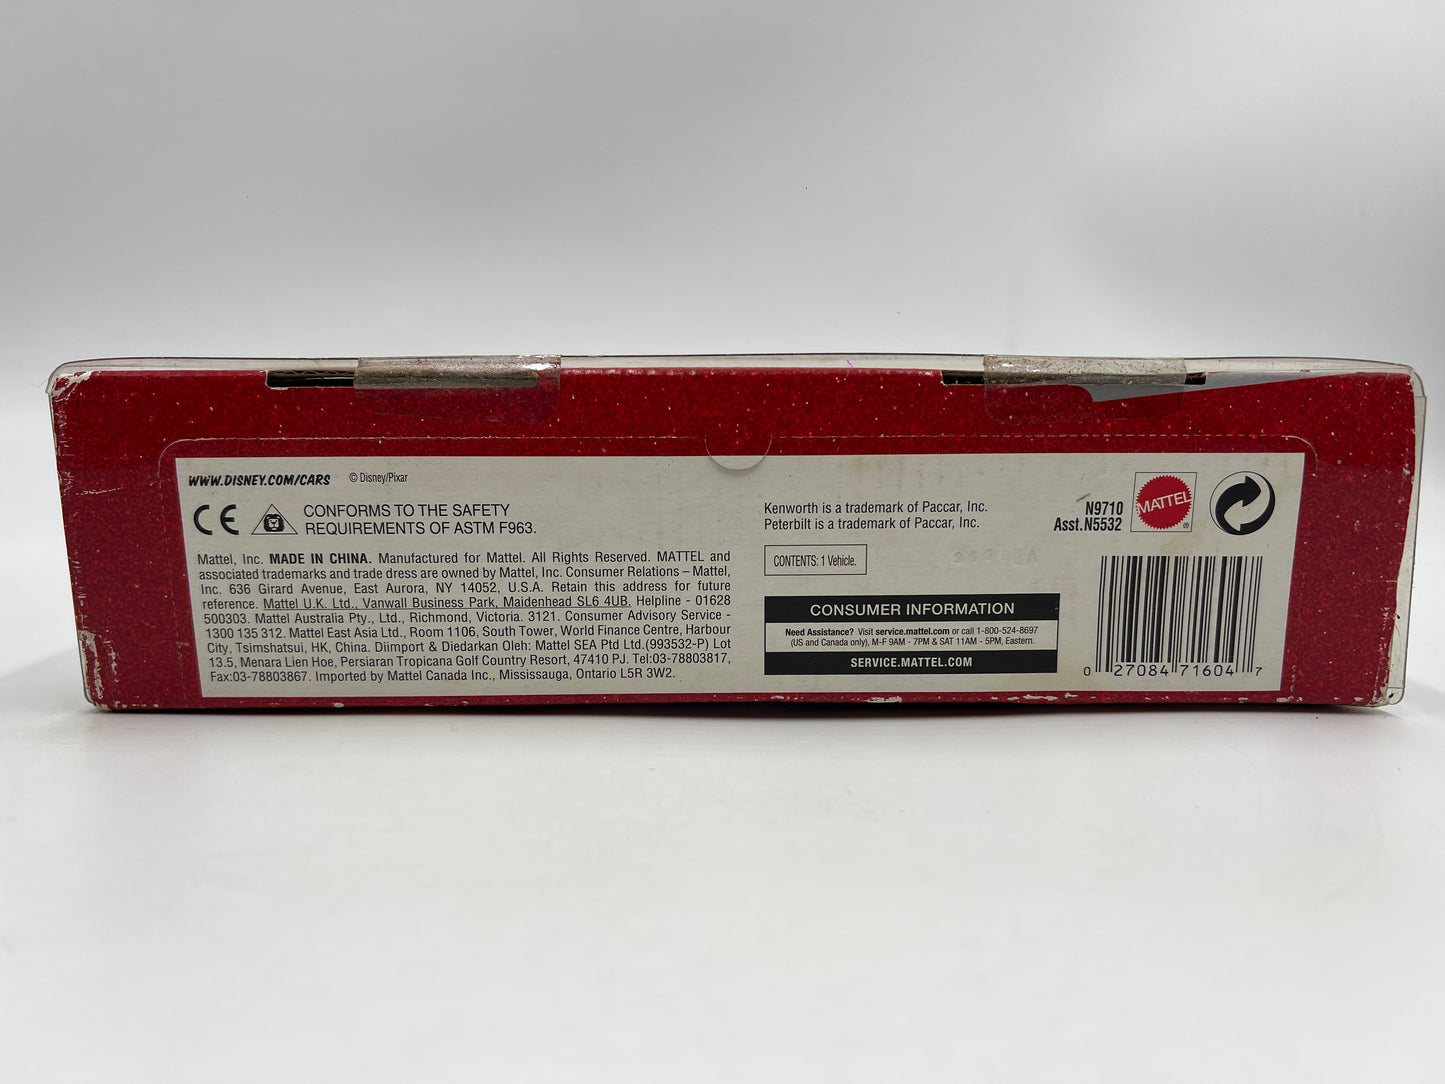 WWW.DISNEY.COM/CARS © Disney/Pixar
CE
CONFORMS TO THE SAFETY
REQUIREMENTS OF ASTM F963.
Mattel, Inc. MADE IN CHINA. Manufactured for Mattel. All Rights Reserved. MATTEL and
associated trademarks and trade dress are owned by Mattel, Inc. Consumer Relations – Mattel,
Inc. 636 Girard Avenue, East Aurora, NY 14052, U.S.A. Retain this address for future
reference. Mattel U.K. Ltd., Vanwall Business Park, Maidenhead SL6 4UB. Helpline - 01628
500303. Mattel Australia Pty., Ltd., Richmond, Victoria. 3121. Consumer Advisory Service -
1300 135 312. Mattel East Asia Ltd., Room 1106, South Tower, World Finance Centre, Harbour
City, Tsimshatsui, HK, China. Diimport & Diedarkan Oleh: Mattel SEA Ptd Ltd.(993532-P) Lot
13.5, Menara Lien Hoe, Persiaran Tropicana Golf Country Resort, 47410 PJ. Tel:03-78803817,
Fax:03-78803867. Imported by Mattel Canada Inc., Mississauga, Ontario L5R 3W2.
Kenworth is a trademark of Paccar, Inc.
Peterbilt is a trademark of Paccar, Inc.
CONTENTS: 1 Vehicle.
CONSUMER INFORMATION
Need Assistance? Visit service.mattel.com or call 1-800-524-8697
(US and Canada only), M-F 9AM - 7PM & SAT 11AM - 5PM, Eastern.
SERVICE.MATTEL.COM
N9710
Asst.N5532
MATTEL
®
0 27084 71604 7